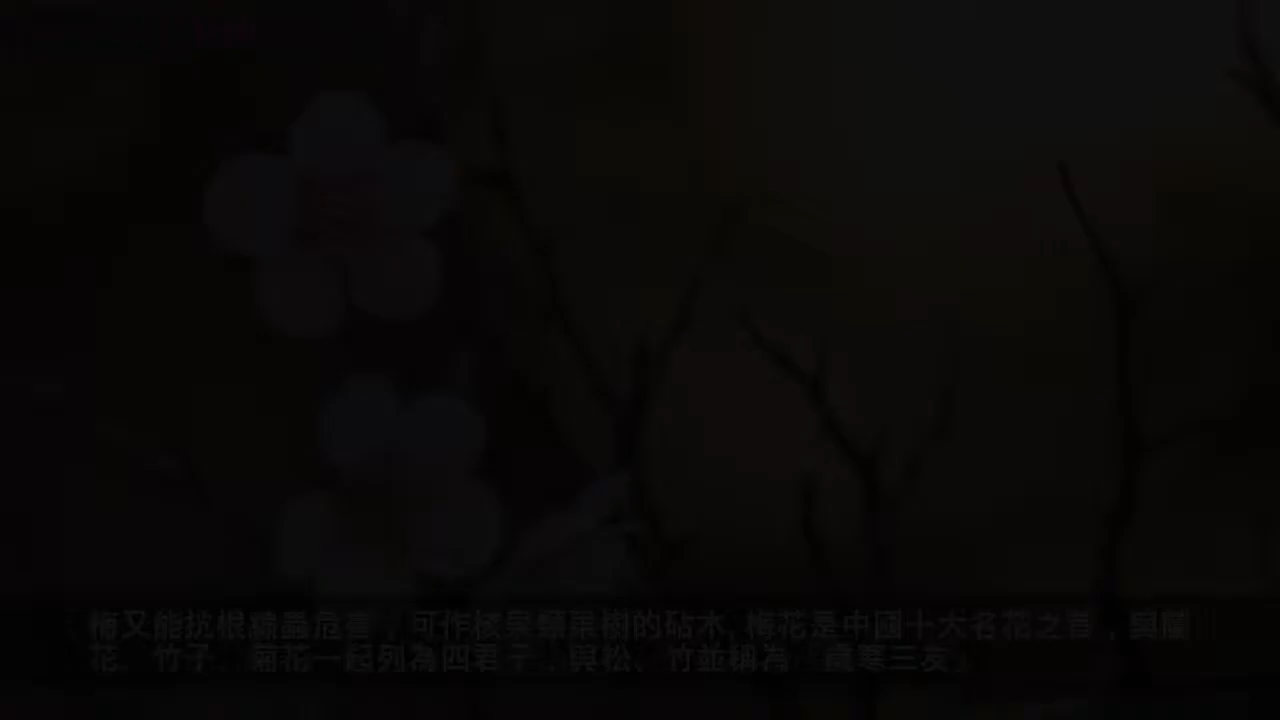 梅又能抗根線蟲危害，可作核果類果樹的砧木, 梅花是中國十大名花之首，與蘭
花、竹子、菊花一起列為四君子、與松、竹並稱為「歲寒三友」